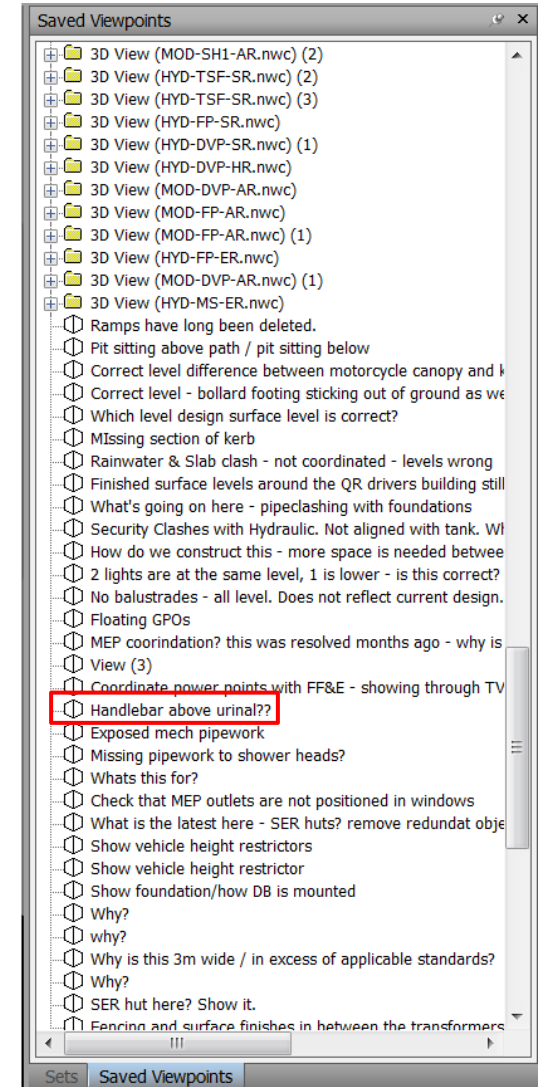 Saved Viewpoints
3D View (MOD-SH1-AR.nwc) (2)
3D View (HYD-TSF-SR.nwc) (2)
3D View (HYD-TSF-SR.nwc) (3)
3D View (HYD-FP-SR.nwc)
3D View (HYD-DVP-SR.nwc) (1)
3D View (HYD-DVP-HR.nwc)
3D View (MOD-DVP-AR.nwc)
3D View (MOD-FP-AR.nwc)
3D View (MOD-FP-AR.nwc) (1)
3D View (HYD-FP-ER.nwc)
3D View (MOD-DVP-AR.nwc) (1)
3D View (HYD-MS-ER.nwc)
Ramps have long been deleted.
Pit sitting above path / pit sitting below
Correct level difference between motorcycle canopy and
Correct level - bollard footing sticking out of ground as we
Which level design surface level is correct?
MIssing section of kerb
Rainwater & Slab clash - not coordinated - levels wrong
Finished surface levels around the QR drivers building still
What's going on here - pipeclashing with foundations
Security Clashes with Hydraulic. Not aligned with tank. Wh
How do we construct this - more space is needed betwee
2 lights are at the same level, 1 is lower - is this correct?
No balustrades - all level. Does not reflect current design.
Floating GPOs
MEP coorindation? this was resolved months ago - why is
View (3)
Coordinate power points with FF&E - showing through TV
Handlebar above urinal??
Exposed mech pipework
Missing pipework to shower heads?
Whats this for?
Check that MEP outlets are not positioned in windows
What is the latest here - SER huts? remove redundat obje
Show vehicle height restrictors
Show vehicle height restrictor
Show foundation/how DB is mounted
Why?
why?
Why is this 3m wide / in excess of applicable standards?
Why?
SER hut here? Show it.
Fencing and surface finishes in between the transformers
Sets Saved Viewpoints